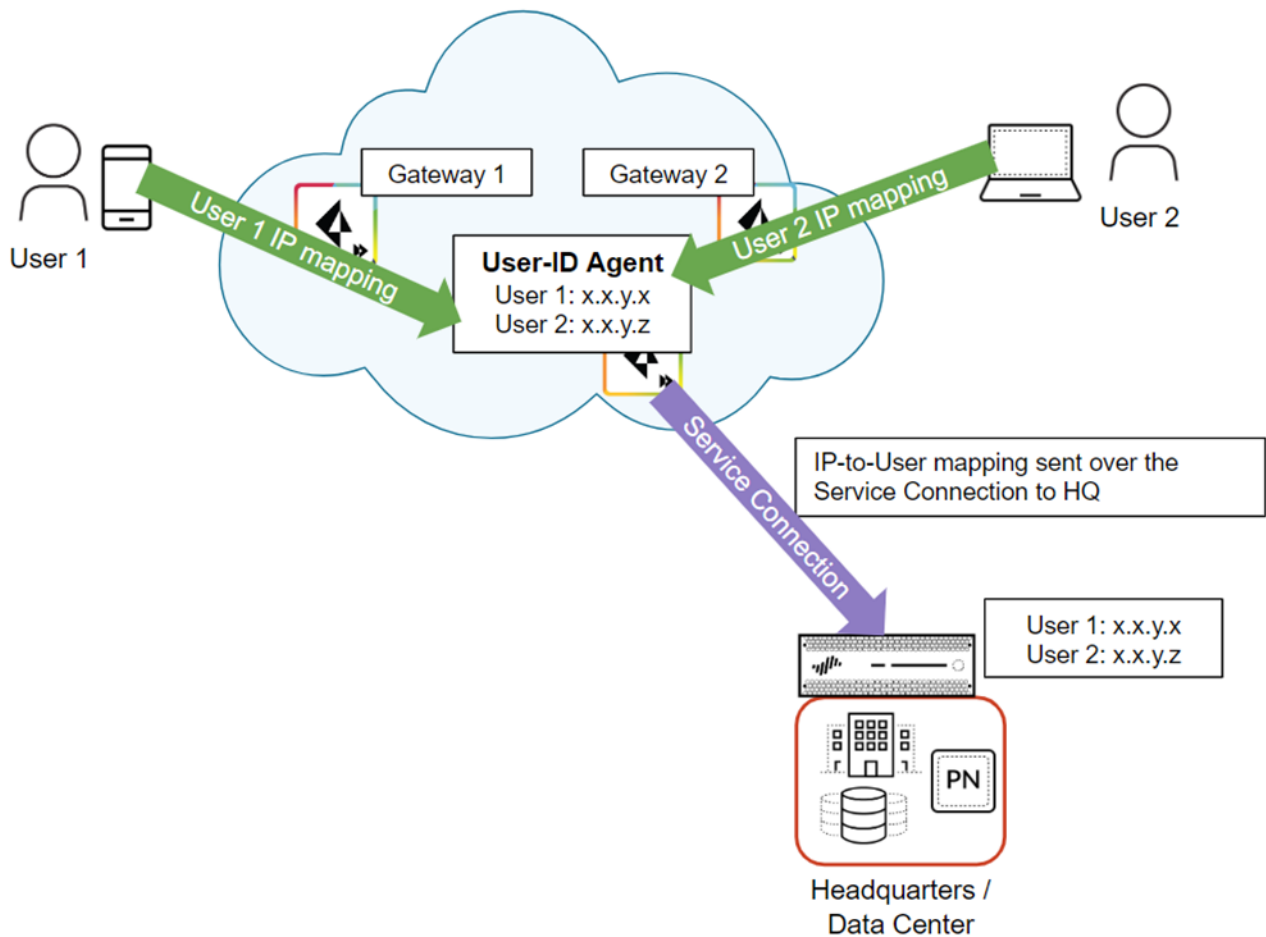 Gateway 1
Gateway 2
User 1
User 1 IP mapping
User 2 IP mapping
User 2
User-ID Agent
User 1: x.x.y.x
User 2: x.x.y.z
Service Connection
IP-to-User mapping sent over the
Service Connection to HQ
User 1: x.x.y.x
User 2: x.x.y.z
PN
Headquarters /
Data Center